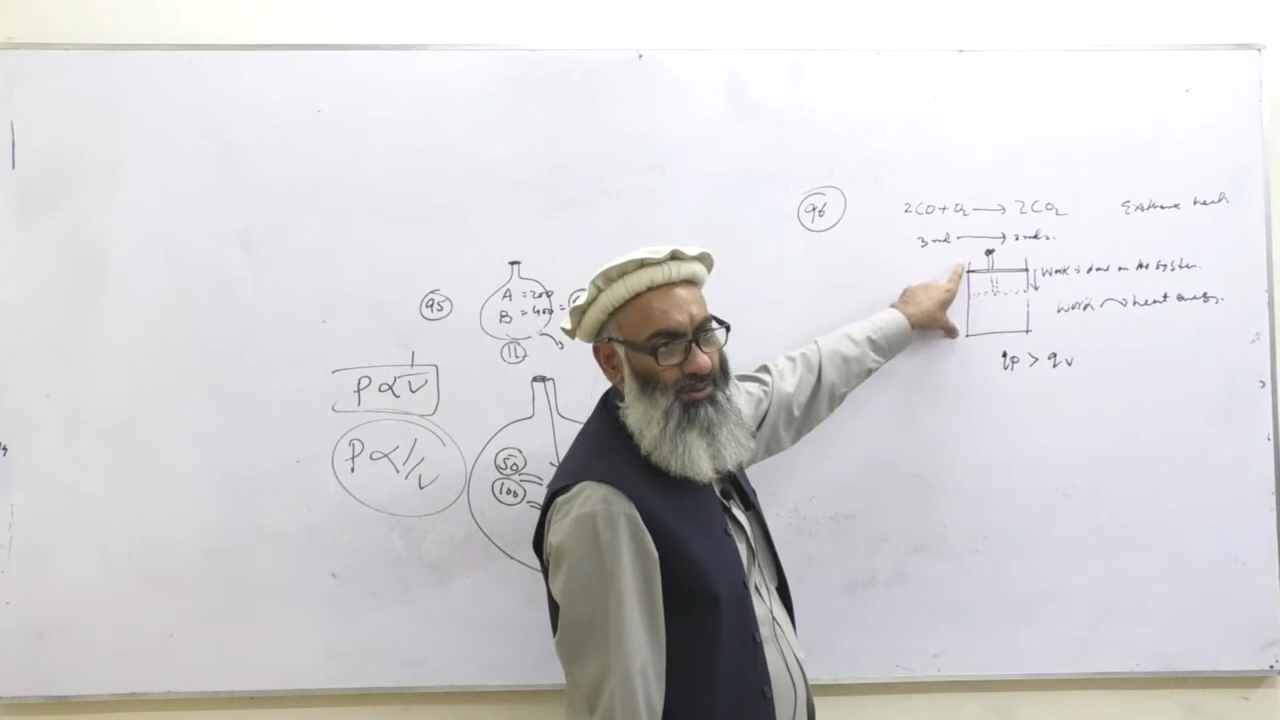 95
A = 200
B = 400 =
1L
P ∝ V
P ∝ 1/V
50
100
96
2CO + O2 → 2CO2
3 mol → 2 mols.
Work is done on the system.
work heat energy.
qp > qv